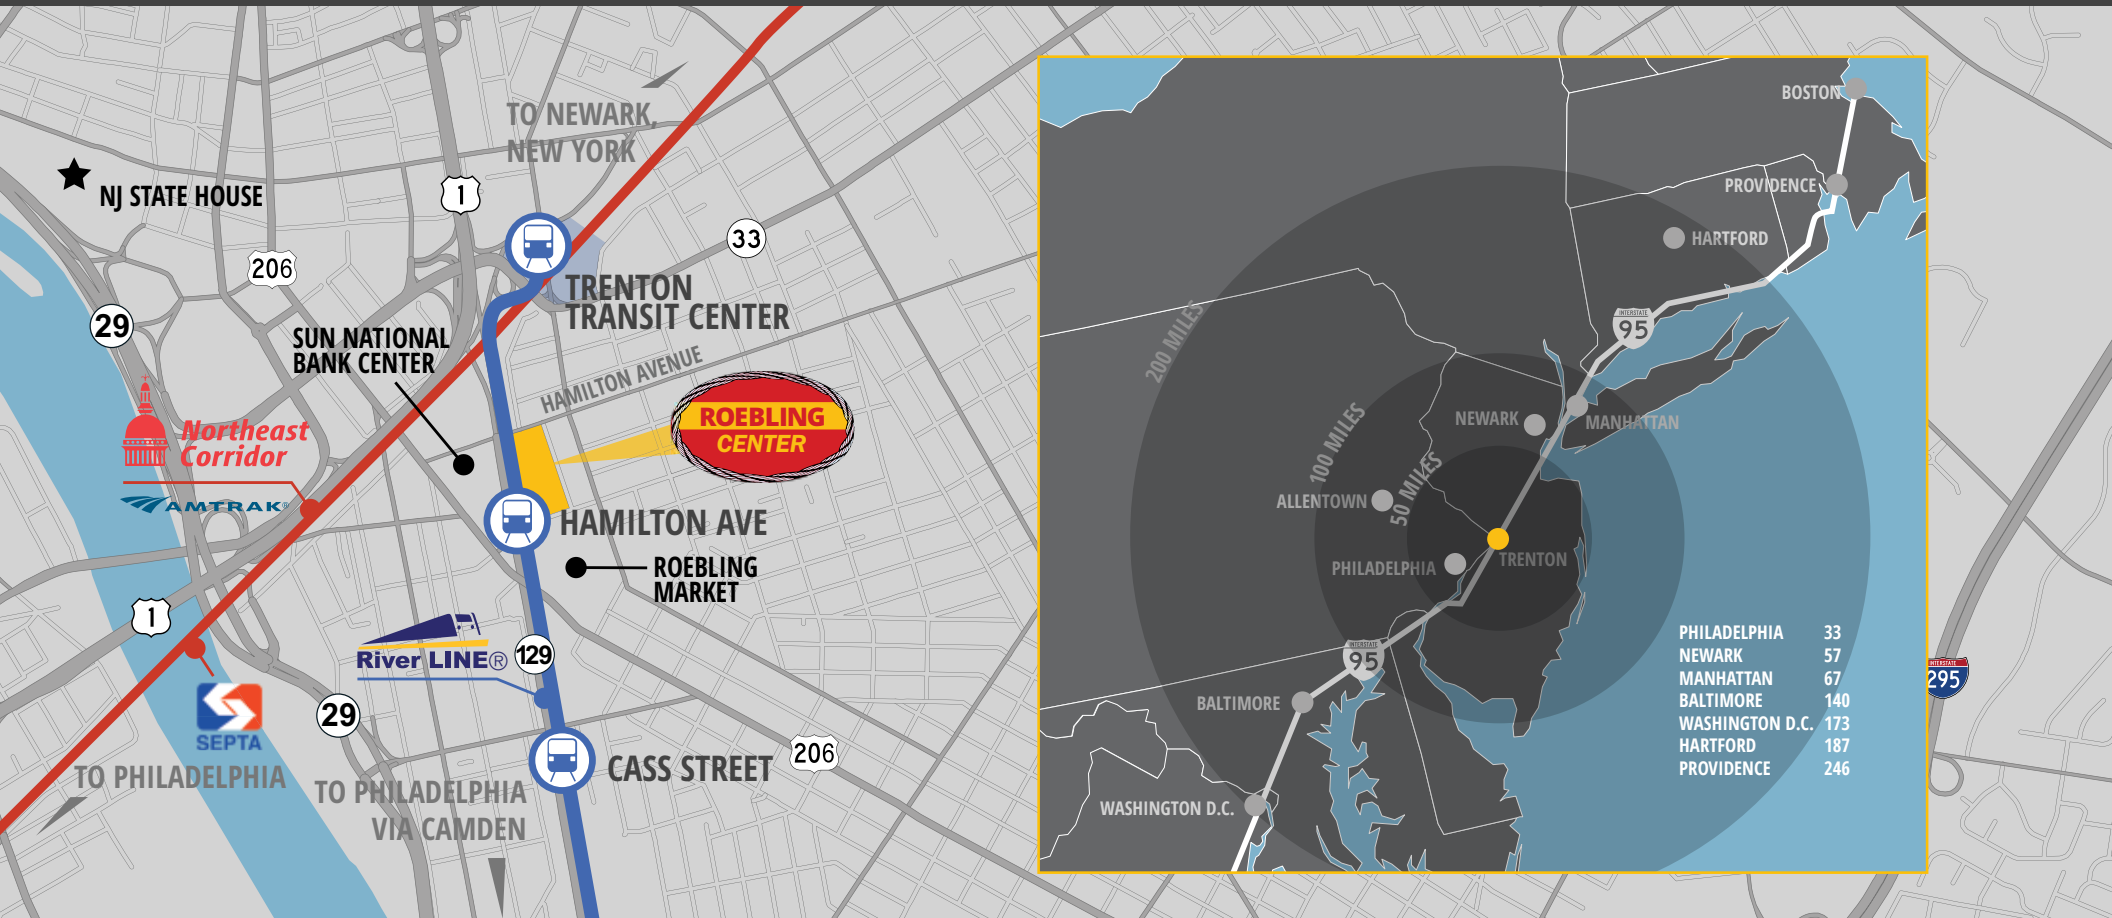 TO NEWARK,
NEW YORK
NJ STATE HOUSE
1
206
33
29
TRENTON
TRANSIT CENTER
SUN NATIONAL
BANK CENTER
HAMILTON AVENUE
ROEBLING
CENTER
Northeast
Corridor
AMTRAK®
HAMILTON AVE
ROEBLING
MARKET
1
River LINE®
129
29
SEPTA
TO PHILADELPHIA
TO PHILADELPHIA
VIA CAMDEN
CASS STREET
206
BOSTON
PROVIDENCE
HARTFORD
200 MILES
INTERSTATE
95
NEWARK
MANHATTAN
100 MILES
50 MILES
ALLENTOWN
TRENTON
PHILADELPHIA
INTERSTATE
95
BALTIMORE
WASHINGTON D.C.
PHILADELPHIA 33
NEWARK 57
MANHATTAN 67
BALTIMORE 140
WASHINGTON D.C. 173
HARTFORD 187
PROVIDENCE 246
INTERSTATE
295